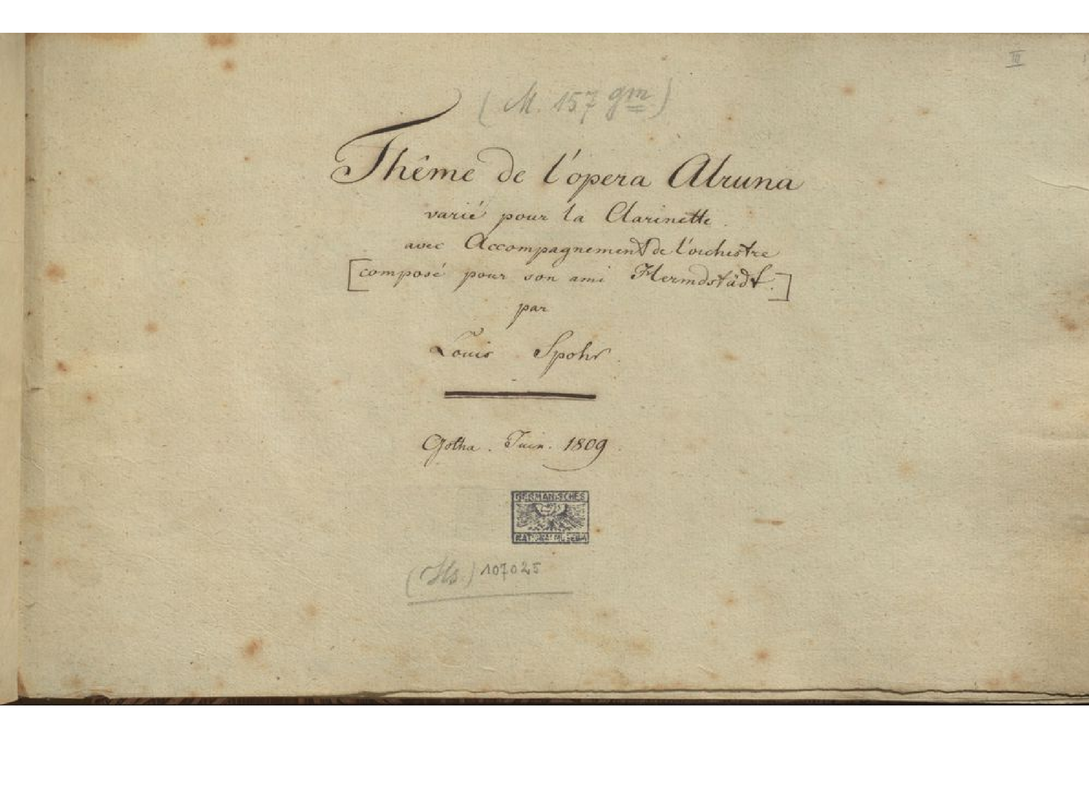 III
(M. 157 gm)
Thême de l'opera Alruna
varié pour la Clarinette.
avec Accompagnement de l'orchestre
[composé pour son ami Hermdstädt.]
par
Louis Spohr.
Gotha. Juin. 1809.
GERMANISCHES
NATIONALMUSEUM
(Hs.) 107025